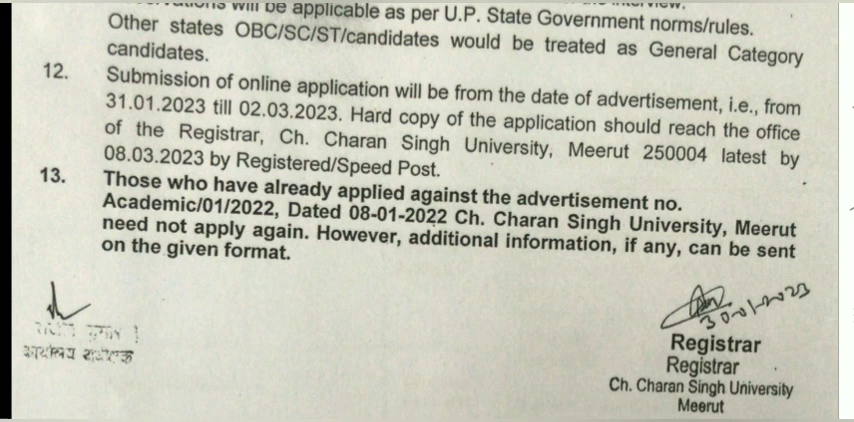 will be applicable as per U.P. State Government norms/rules.
Other states OBC/SC/ST/candidates would be treated as General Category
candidates.
12. Submission of online application will be from the date of advertisement, i.e., from
31.01.2023 till 02.03.2023. Hard copy of the application should reach the office
of the Registrar, Ch. Charan Singh University, Meerut 250004 latest by
08.03.2023 by Registered/Speed Post.
13. Those who have already applied against the advertisement no.
Academic/01/2022, Dated 08-01-2022 Ch. Charan Singh University, Meerut
need not apply again. However, additional information, if any, can be sent
on the given format.
30-01-2023
Registrar
Registrar
Ch. Charan Singh University
Meerut